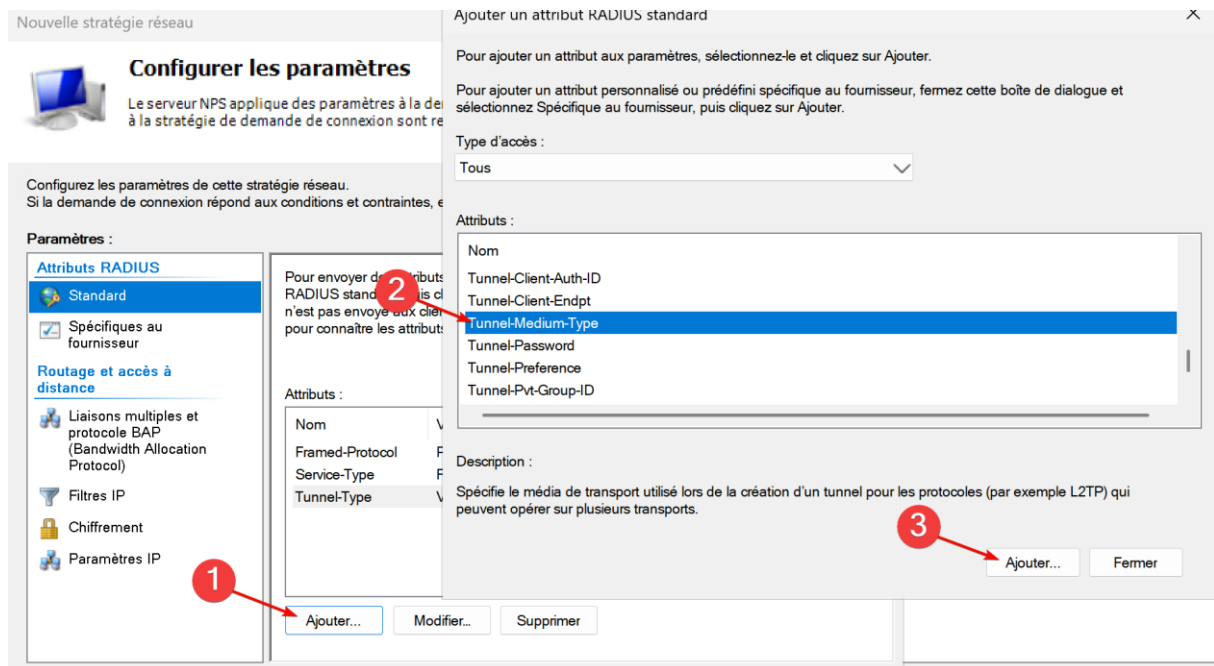 Nouvelle stratégie réseau
Configurer les paramètres
Le serveur NPS applique des paramètres à la
à la stratégie de demande de connexion sont
Configurez les paramètres de cette stratégie réseau.
Si la demande de connexion répond aux conditions et contraintes,
Paramètres :
Attributs RADIUS
Standard
Spécifiques au
fournisseur
Routage et accès à
distance
Liaisons multiples et
protocole BAP
(Bandwidth Allocation
Protocol)
Filtres IP
Chiffrement
Paramètres IP
1
Pour envoyer
RADIUS
n'est pas envoyé aux
pour connaître les
2
Attributs :
Nom
Framed-Protocol
Service-Type
Tunnel-Type
Ajouter...
Modifier...
Supprimer
Ajouter un attribut RADIUS standard
Pour ajouter un attribut aux paramètres, sélectionnez-le et cliquez sur Ajouter.
Pour ajouter un attribut personnalisé ou prédéfini spécifique au fournisseur, fermez cette boîte de dialogue et
sélectionnez Spécifique au fournisseur, puis cliquez sur Ajouter.
Type d'accès :
Tous
Attributs :
Nom
Tunnel-Client-Auth-ID
Tunnel-Client-Endpt
Tunnel-Medium-Type
Tunnel-Password
Tunnel-Preference
Tunnel-Pvt-Group-ID
Description :
Spécifie le média de transport utilisé lors de la création d'un tunnel pour les protocoles (par exemple L2TP) qui
peuvent opérer sur plusieurs transports.
3
Ajouter...
Fermer